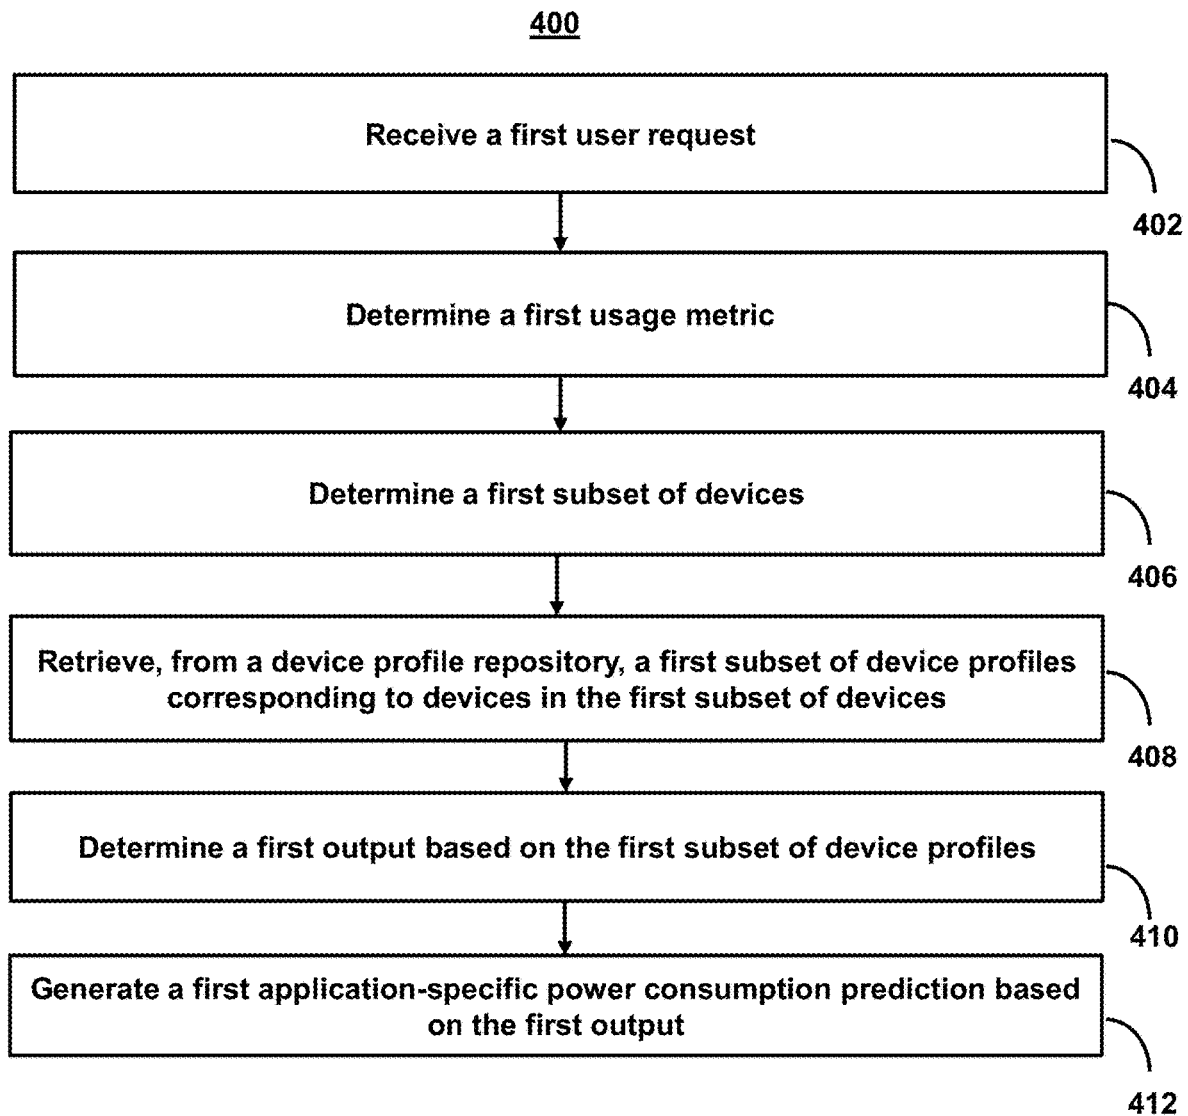 400
Receive a first user request
402
Determine a first usage metric
404
Determine a first subset of devices
406
Retrieve, from a device profile repository, a first subset of device profiles
corresponding to devices in the first subset of devices
408
Determine a first output based on the first subset of device profiles
410
Generate a first application-specific power consumption prediction based
on the first output
412